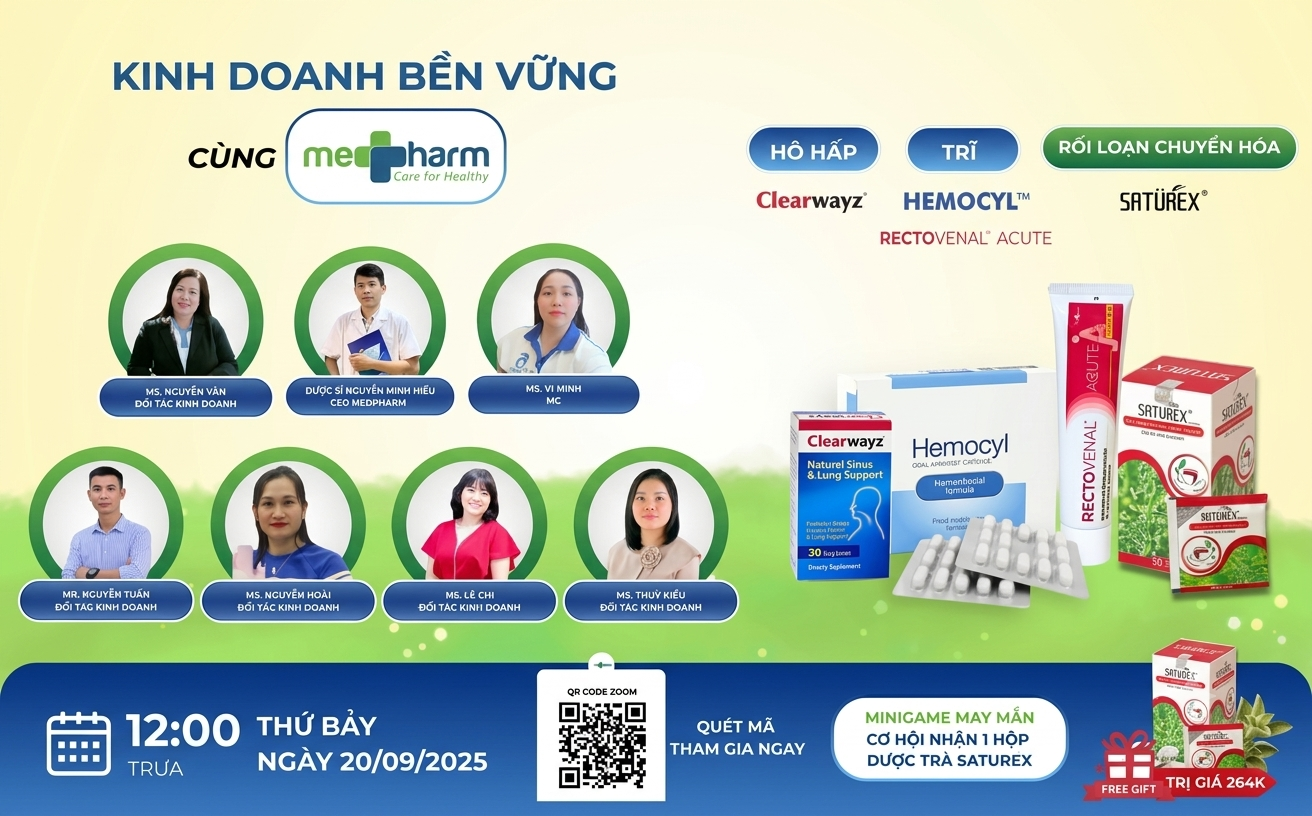 KINH DOANH BỀN VỮNG
CÙNG
medpharm
Care for Healthy
HÔ HẤP
TRĨ
RỐI LOẠN CHUYỂN HÓA
Clearwayz®
HEMOCYL™
SATÜREX®
RECTOVENAL® ACUTE
MS. NGUYỄN VÂN
ĐỐI TÁC KINH DOANH
DƯỢC SĨ NGUYỄN MINH HIẾU
CEO MEDPHARM
MS. VI MINH
MC
MR. NGUYỄN TUẤN
ĐỐI TÁC KINH DOANH
MS. NGUYỄN HOÀI
ĐỐI TÁC KINH DOANH
MS. LÊ CHI
ĐỐI TÁC KINH DOANH
MS. THUÝ KIỀU
ĐỐI TÁC KINH DOANH
Clearwayz
Naturel Sinus
& Lung Support
30
Hemocyl
RECTOVENAL®
ACUTE
A
SATUREX®
50
SATUREX
12:00
TRƯA
THỨ BẢY
NGÀY 20/09/2025
QR CODE ZOOM
QUÉT MÃ
THAM GIA NGAY
MINIGAME MAY MẮN
CƠ HỘI NHẬN 1 HỘP
DƯỢC TRÀ SATUREX
FREE GIFT
TRỊ GIÁ 264K